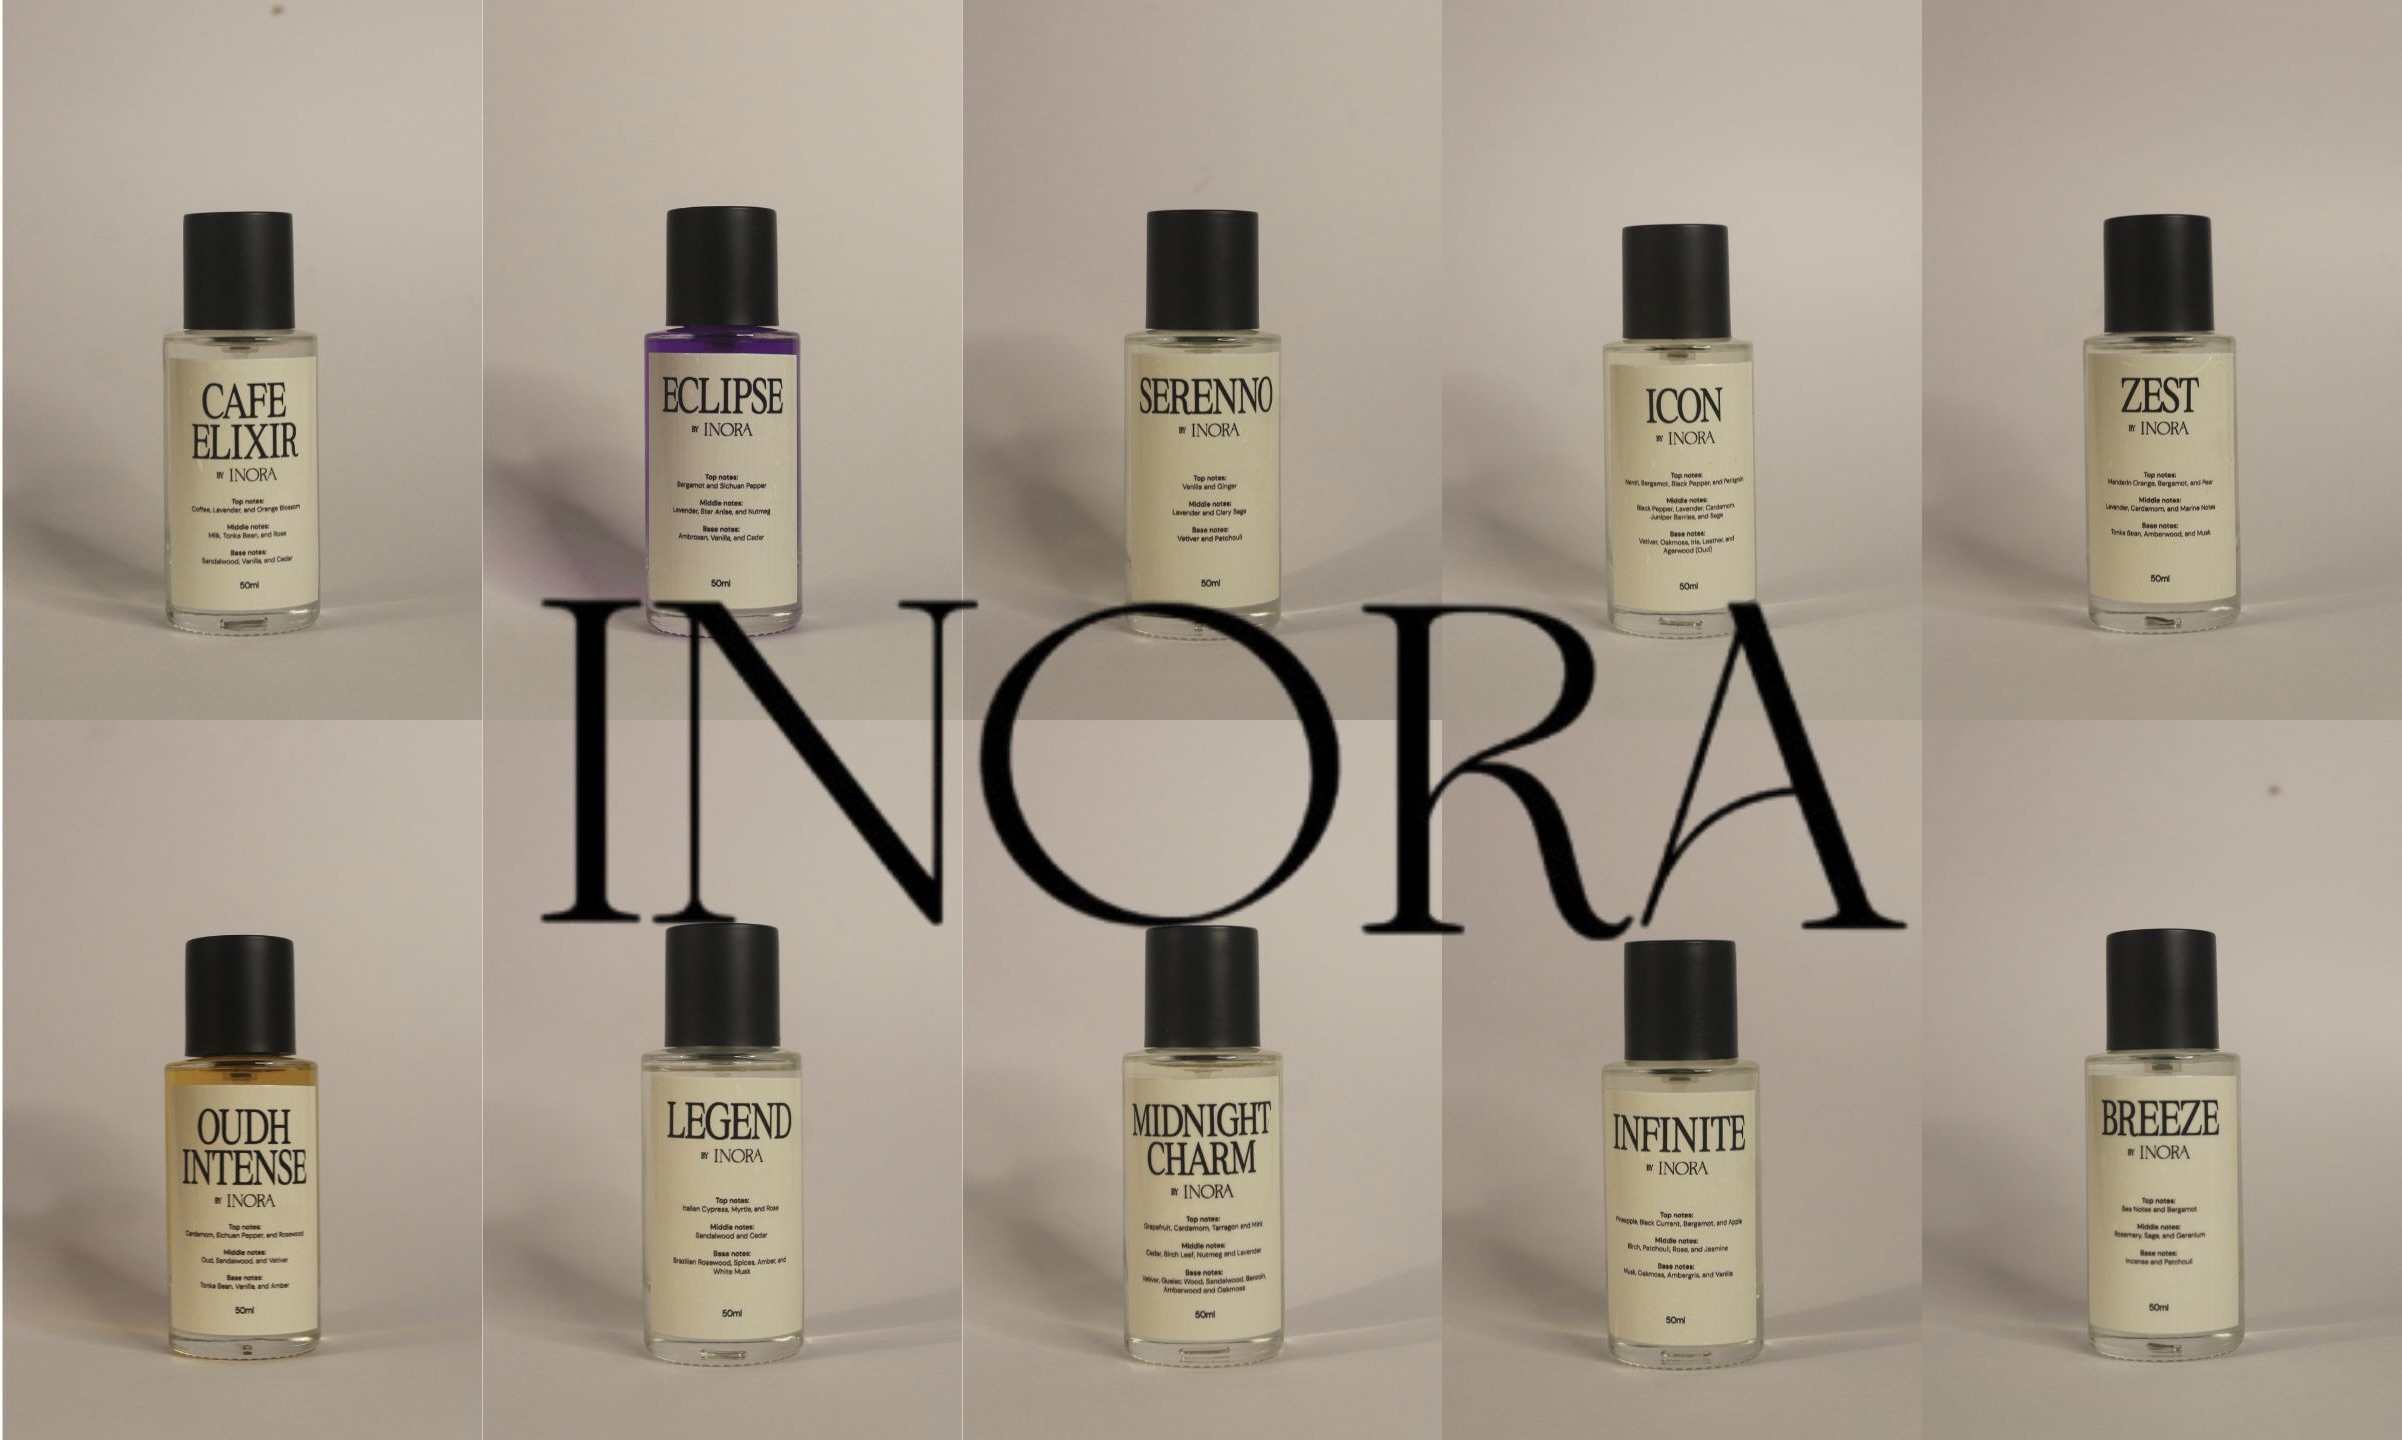 CAFE
ELIXIR
BY INORA
Top notes:
Coffee, Lavender, and Orange Blossom
Middle notes:
Milk, Tonka Bean, and Rose
Base notes:
Sandalwood, Vanilla, and Cedar
50ml
ECLIPSE
BY INORA
Top notes:
Bergamot and Sichuan Pepper
Middle notes:
Lavender, Star Anise, and Nutmeg
Base notes:
Ambroxan, Vanilla, and Cedar
50ml
SERENNO
BY INORA
Top notes:
Vanilla and Ginger
Middle notes:
Lavender and Clary Sage
Base notes:
Vetiver and Patchouli
50ml
ICON
BY INORA
Top notes:
Neroli, Bergamot, Black Pepper, and Petitgrain
Middle notes:
Black Pepper, Lavender, Cardamom,
Juniper Berries, and Sage
Base notes:
Vetiver, Oakmoss, Iris, Leather, and
Agarwood (Oud)
50ml
ZEST
BY INORA
Top notes:
Mandarin Orange, Bergamot, and Pear
Middle notes:
Lavender, Cardamom, and Marine Notes
Base notes:
Tonka Bean, Amberwood, and Musk
50ml
INORA
OUDH
INTENSE
BY INORA
Top notes:
Cardamom, Sichuan Pepper, and Rosewood
Middle notes:
Oud, Sandalwood, and Vetiver
Base notes:
Tonka Bean, Vanilla, and Amber
50ml
LEGEND
BY INORA
Top notes:
Italian Cypress, Myrtle, and Rose
Middle notes:
Sandalwood and Cedar
Base notes:
Brazilian Rosewood, Spices, Amber, and
White Musk
50ml
MIDNIGHT
CHARM
BY INORA
Top notes:
Grapefruit, Cardamom, Tarragon and Mint
Middle notes:
Cedar, Birch Leaf, Nutmeg and Lavender
Base notes:
Vetiver, Guaiac Wood, Sandalwood, Benzoin,
Amberwood and Oakmoss
50ml
INFINITE
BY INORA
Top notes:
Pineapple, Black Currant, Bergamot, and Apple
Middle notes:
Birch, Patchouli, Rose, and Jasmine
Base notes:
Musk, Oakmoss, Ambergris, and Vanilla
50ml
BREEZE
BY INORA
Top notes:
Sea Notes and Bergamot
Middle notes:
Rosemary, Sage, and Geranium
Base notes:
Incense and Patchouli
50ml